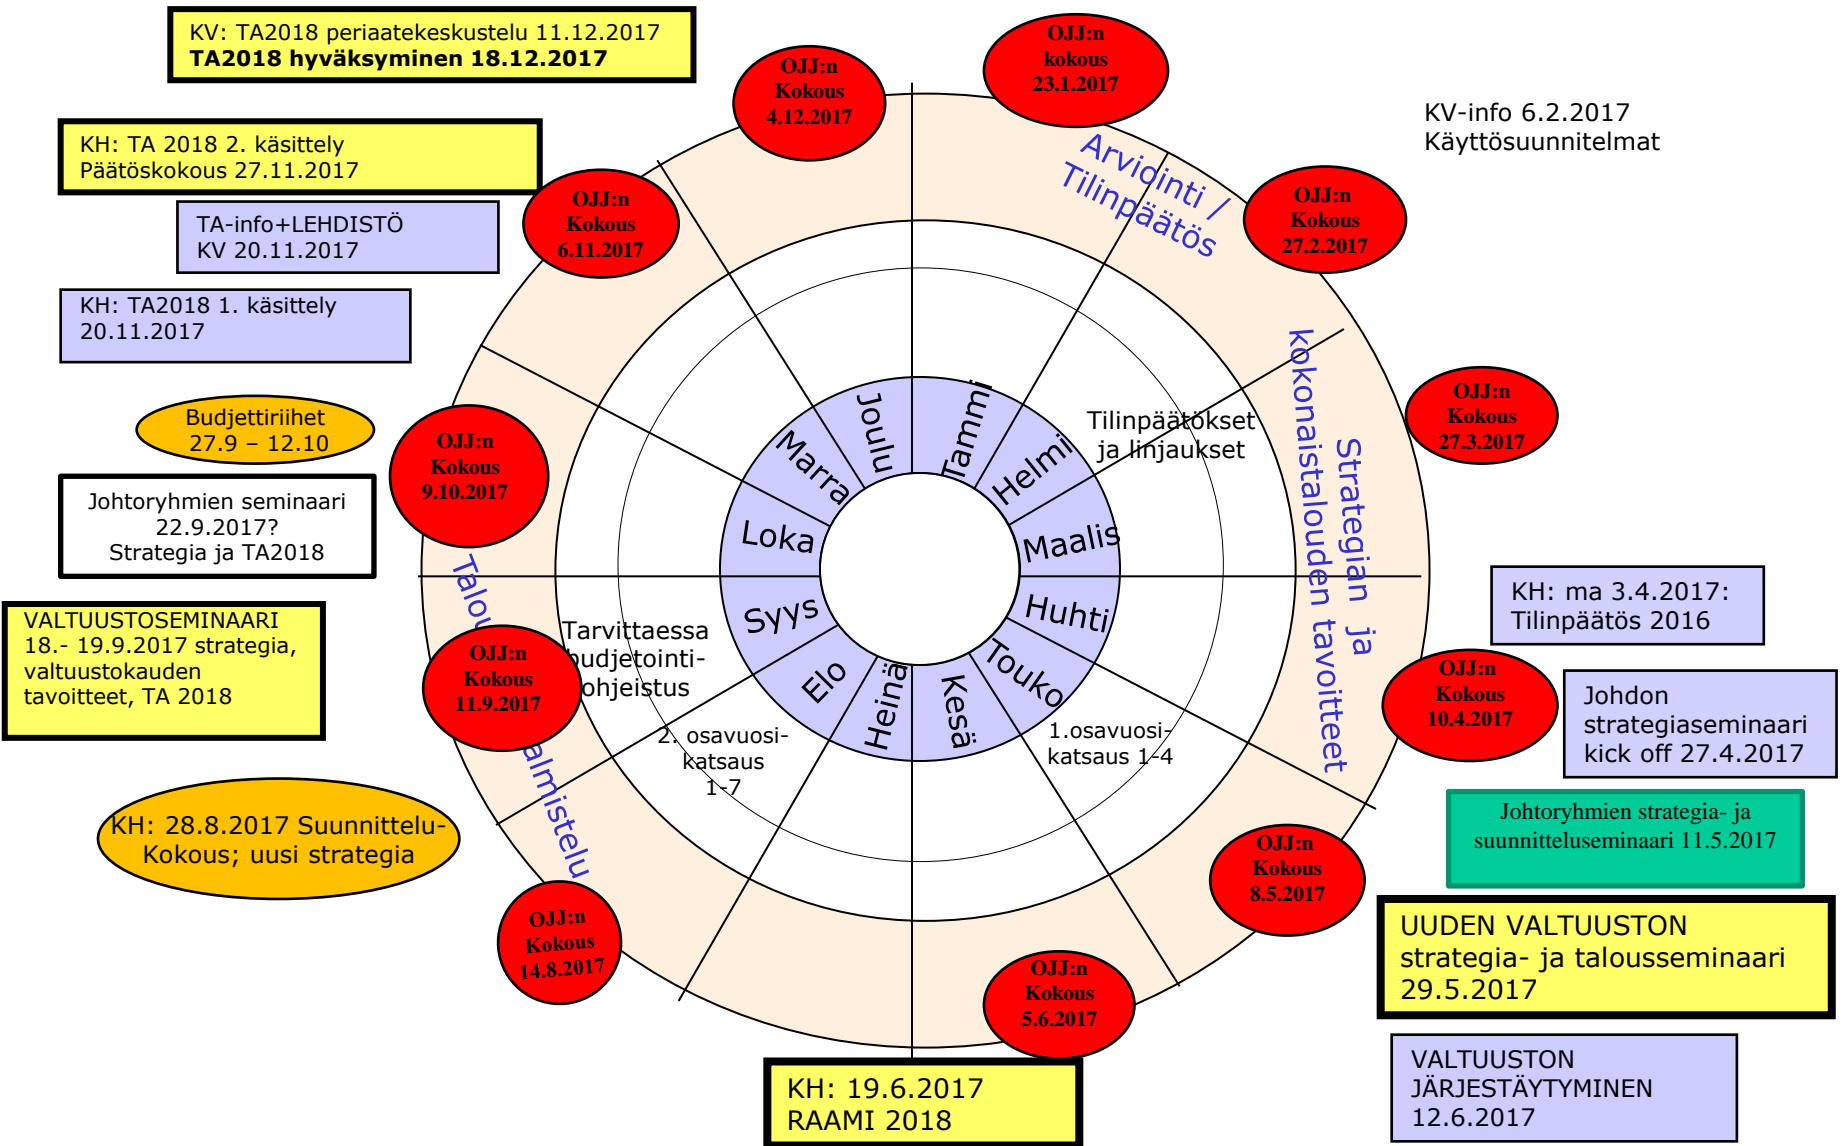 KV: TA2018 periaatekeskustelu 11.12.2017
TA2018 hyväksyminen 18.12.2017
KH: TA 2018 2. käsittely
Päätöskokous 27.11.2017
TA-info+LEHDISTÖ
KV 20.11.2017
KH: TA2018 1. käsittely
20.11.2017
Budjettiriihet
27.9 – 12.10
Johtoryhmien seminaari
22.9.2017?
Strategia ja TA2018
VALTUUSTOSEMINAARI
18.- 19.9.2017 strategia,
valtuustokauden
tavoitteet, TA 2018
KH: 28.8.2017 Suunnittelu-
Kokous; uusi strategia
OJJ:n
kokous
23.1.2017
OJJ:n
Kokous
27.2.2017
OJJ:n
Kokous
27.3.2017
OJJ:n
Kokous
10.4.2017
OJJ:n
Kokous
8.5.2017
OJJ:n
Kokous
5.6.2017
OJJ:n
Kokous
14.8.2017
OJJ:n
Kokous
11.9.2017
OJJ:n
Kokous
9.10.2017
OJJ:n
Kokous
6.11.2017
OJJ:n
Kokous
4.12.2017
Arviointi /
Tilinpäätös
Strategian ja
kokonaistalouden tavoitteet
Talou
almistelu
Tammi
Helmi
Maalis
Huhti
Touko
Kesä
Heinä
Elo
Syys
Loka
Marra
Joulu
Tilinpäätökset
ja linjaukset
1.osavuosi-
katsaus 1-4
2. osavuosi-
katsaus
1-7
Tarvittaessa
budjetointi-
ohjeistus
KV-info 6.2.2017
Käyttösuunnitelmat
KH: ma 3.4.2017:
Tilinpäätös 2016
Johdon
strategiaseminaari
kick off 27.4.2017
Johtoryhmien strategia- ja
suunnitteluseminaari 11.5.2017
UUDEN VALTUUSTON
strategia- ja talousseminaari
29.5.2017
VALTUUSTON
JÄRJESTÄYTYMINEN
12.6.2017
KH: 19.6.2017
RAAMI 2018